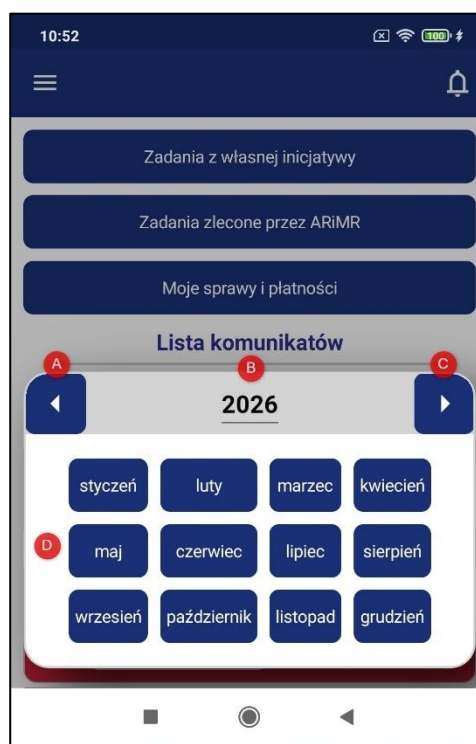 10:52
100
Zadania z własnej inicjatywy
Zadania zlecone przez ARiMR
Moje sprawy i płatności
Lista komunikatów
A B C
2026
styczeń luty marzec kwiecień
D
maj czerwiec lipiec sierpień
wrzesień październik listopad grudzień